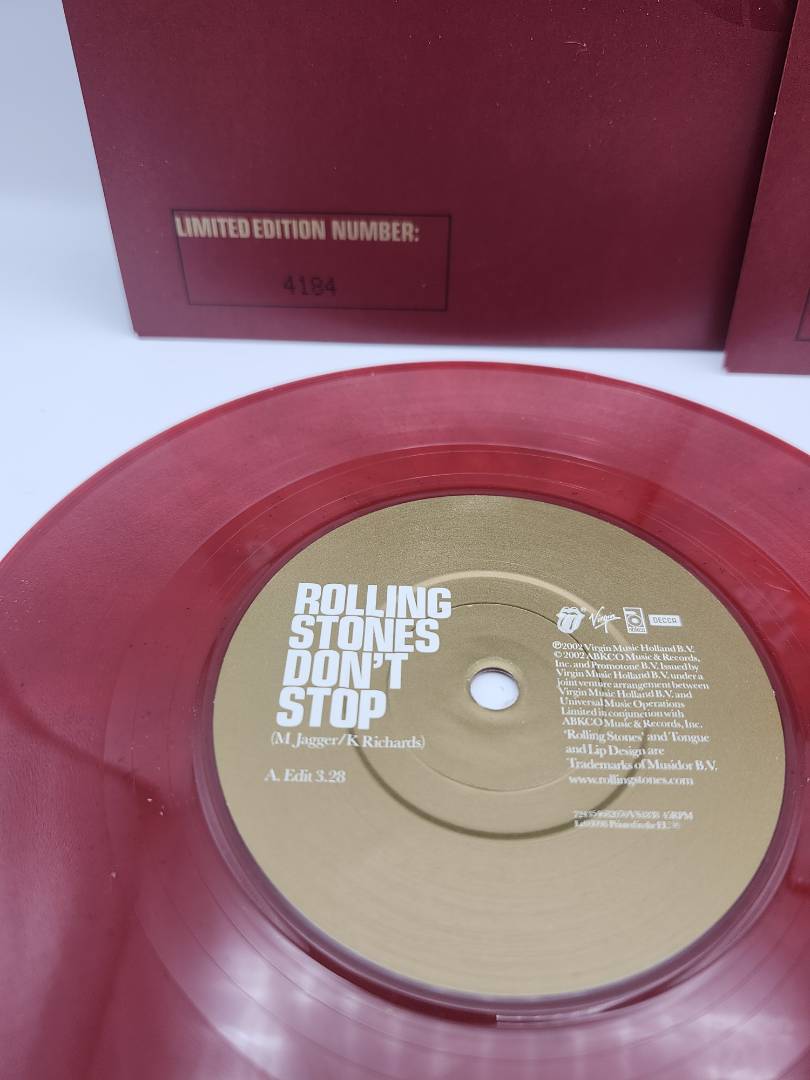 LIMITED EDITION NUMBER:
4184
ROLLING
STONES
DON'T
STOP
(M Jagger/K Richards)
A. Edit 3.28
Virgin
abkco
DECCA
℗2002 Virgin Music Holland B.V.
© 2002 ABKCO Music & Records,
Inc. and Promotone B.V. Issued by
Virgin Music Holland B.V. under a
joint venture arrangement between
Virgin Music Holland B.V. and
Universal Music Operations
Limited in conjunction with
ABKCO Music & Records, Inc.
'Rolling Stones' and Tongue
and Lip Design are
Trademarks of Musidor B.V.
www.rollingstones.com
45RPM